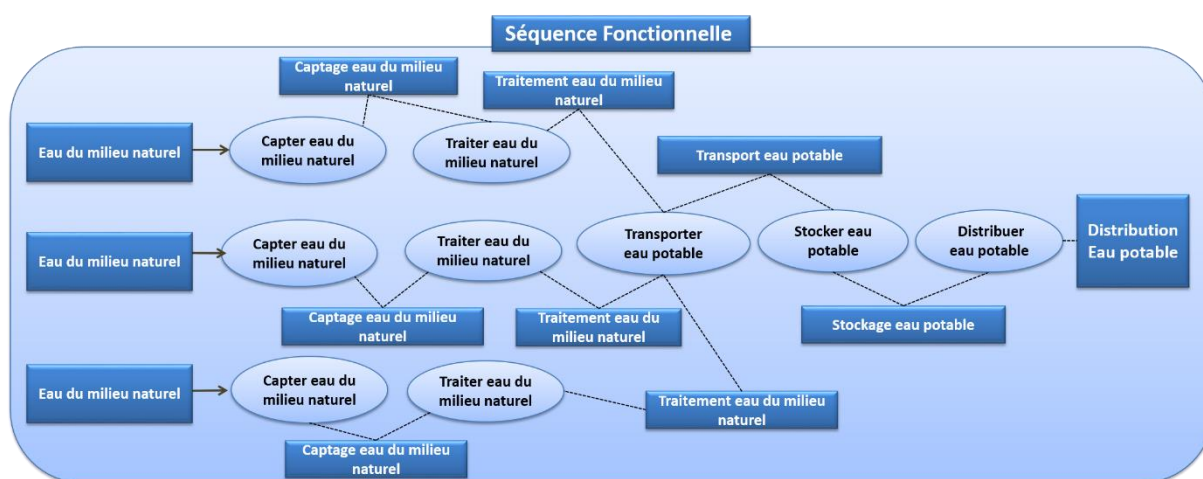 Séquence Fonctionnelle
Captage eau du milieu
naturel
Traitement eau du milieu
naturel
Eau du milieu naturel
Capter eau du
milieu naturel
Traiter eau du
milieu naturel
Transport eau potable
Eau du milieu naturel
Capter eau du
milieu naturel
Traiter eau du
milieu naturel
Transporter
eau potable
Stocker eau
potable
Distribuer
eau potable
Distribution
Eau potable
Captage eau du milieu
naturel
Traitement eau du
milieu naturel
Stockage eau potable
Eau du milieu naturel
Capter eau du
milieu naturel
Traiter eau du
milieu naturel
Traitement eau du milieu
naturel
Captage eau du milieu
naturel